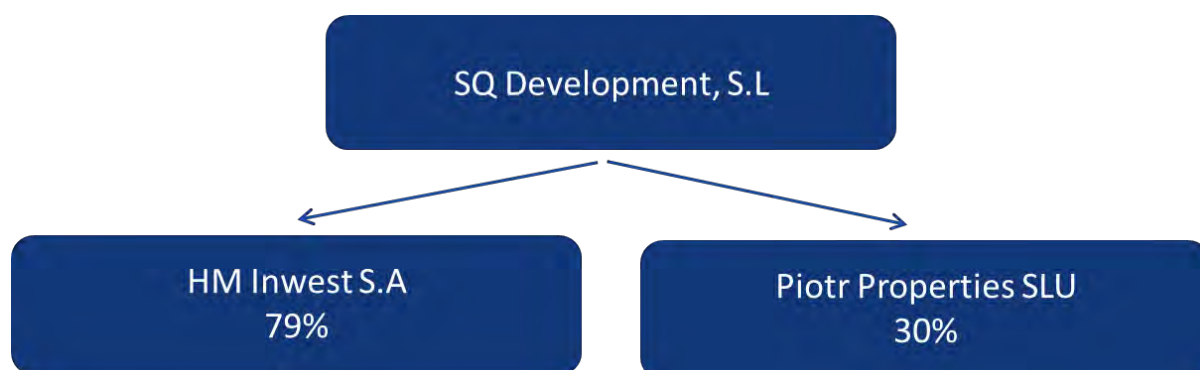 SQ Development, S.L
HM Inwest S.A
79%
Piotr Properties SLU
30%